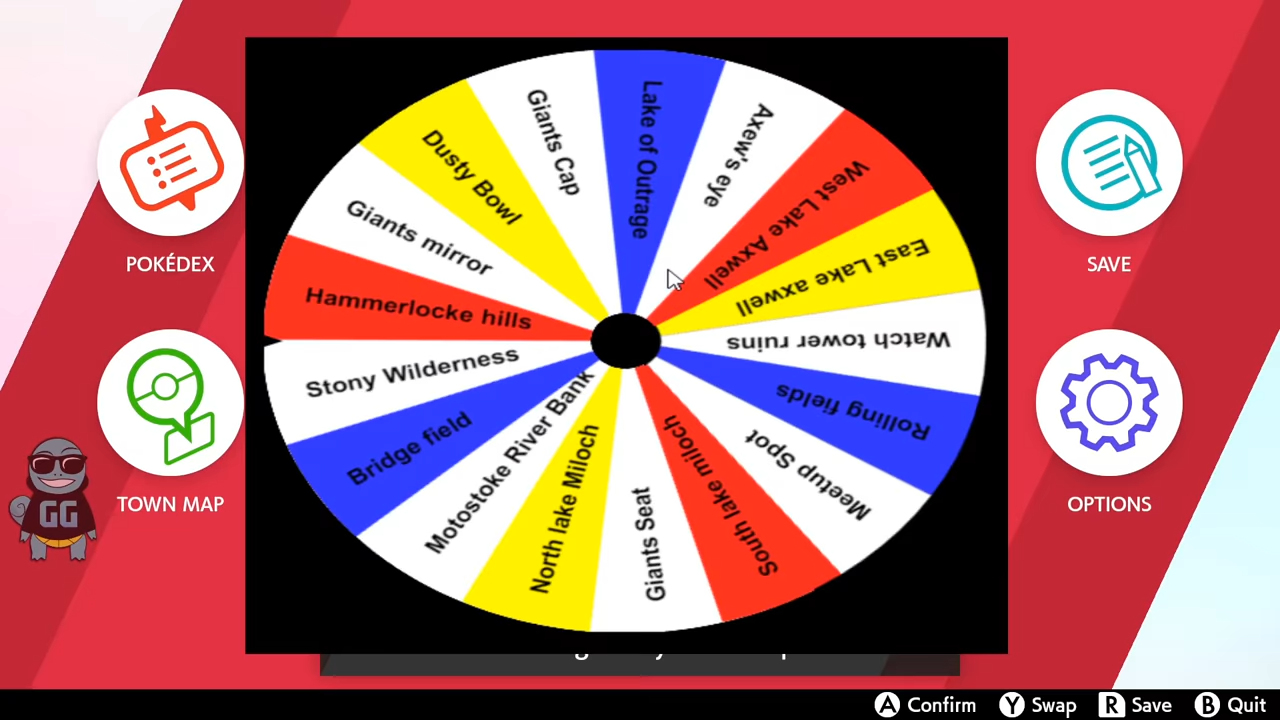 POKÉDEX
TOWN MAP
GG
Lake of Outrage
Axew's eye
West Lake Axwell
East Lake axwell
Watch tower ruins
Rolling fields
Meetup Spot
South lake miloch
Giants Seat
North lake Miloch
Motostoke River Bank
Bridge field
Stony Wilderness
Hammerlocke hills
Giants mirror
Dusty Bowl
Giants Cap
SAVE
OPTIONS
A Confirm Y Swap R Save B Quit